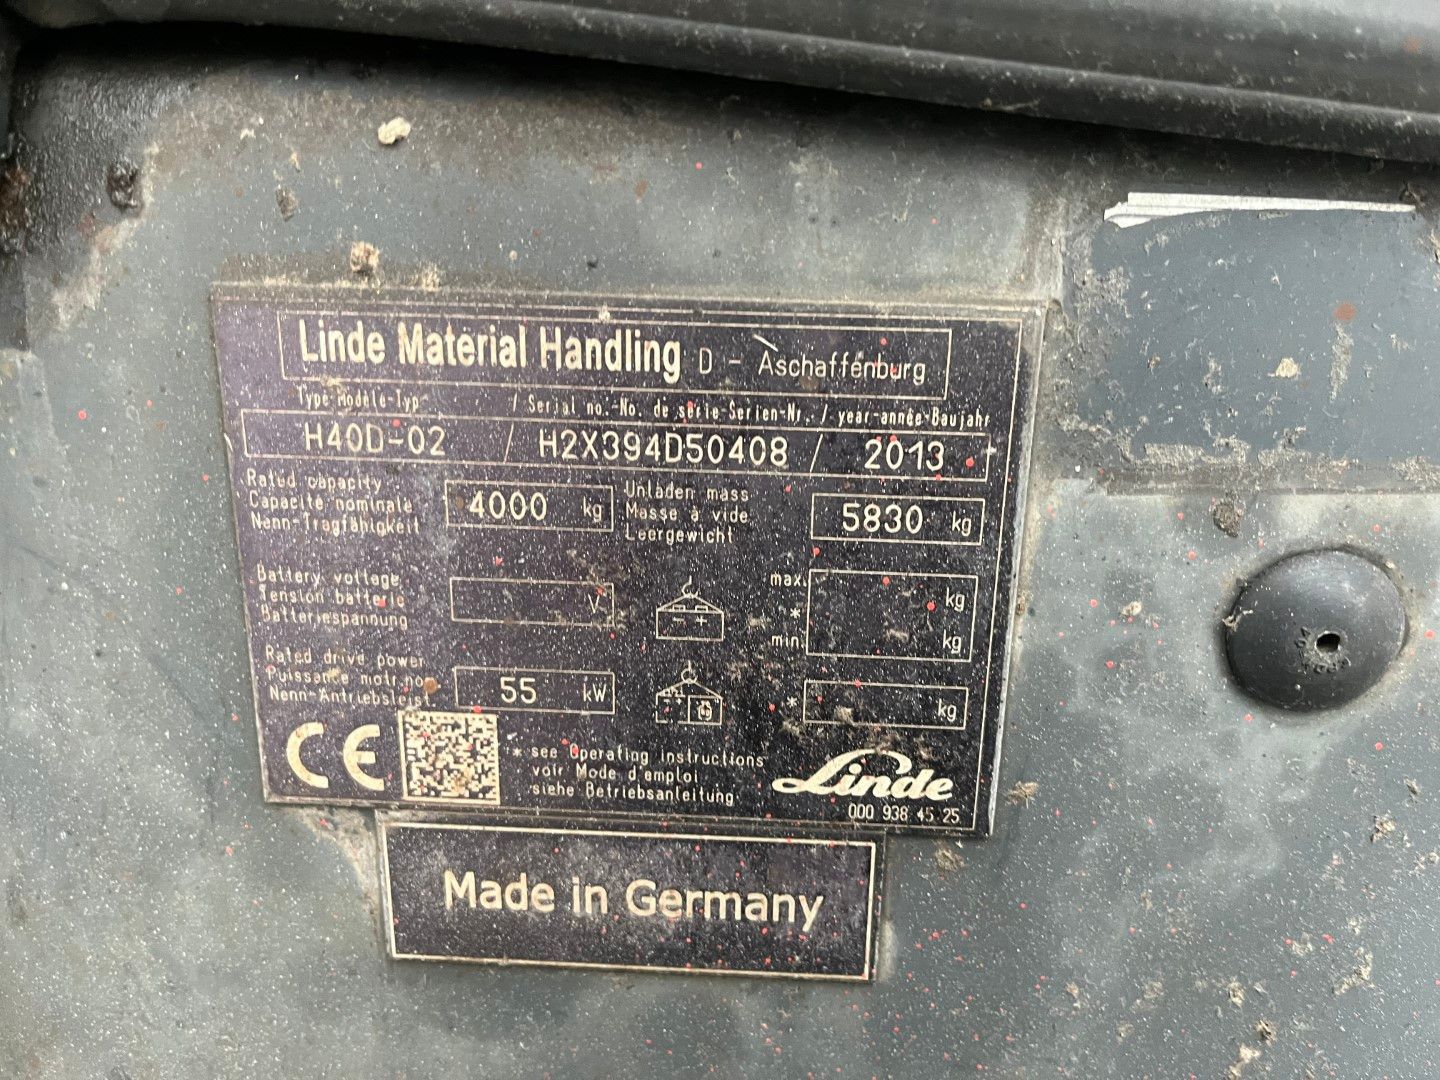 Linde Material Handling D - Aschaffenburg
Type-Modèle-Typ / Serial no.-No. de série-Serien-Nr. / year-année-Baujahr
H40D-02 / H2X394D50408 / 2013
Rated capacity
Capacité nominale
Nenn-Tragfähigkeit
4000 kg
Unladen mass
Masse à vide
Leergewicht
5830 kg
Battery voltage
Tension batterie
Batteriespannung
V
- +
max. kg
*
min. kg
Rated drive power
Puissance motr.nom
Nenn-Antriebsleist.
55 kW
* kg
CE
* see Operating instructions
voir Mode d'emploi
siehe Betriebsanleitung
Linde
000 938 45 25
Made in Germany